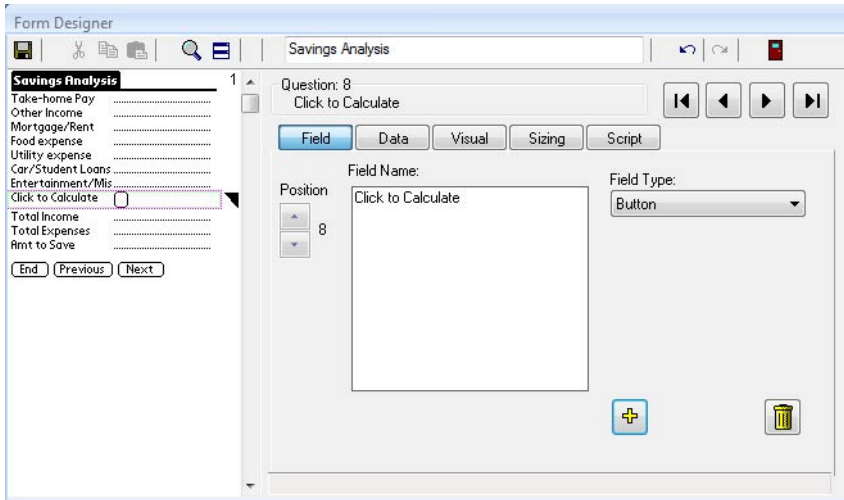 Form Designer
Savings Analysis
Savings Analysis 1
Take-home Pay
Other Income
Mortgage/Rent
Food expense
Utility expense
Car/Student Loans
Entertainment/Mis
Click to Calculate
Total Income
Total Expenses
Amt to Save
End Previous Next
Question: 8
Click to Calculate
Field Data Visual Sizing Script
Field Name:
Field Type:
Position
Click to Calculate
Button
8